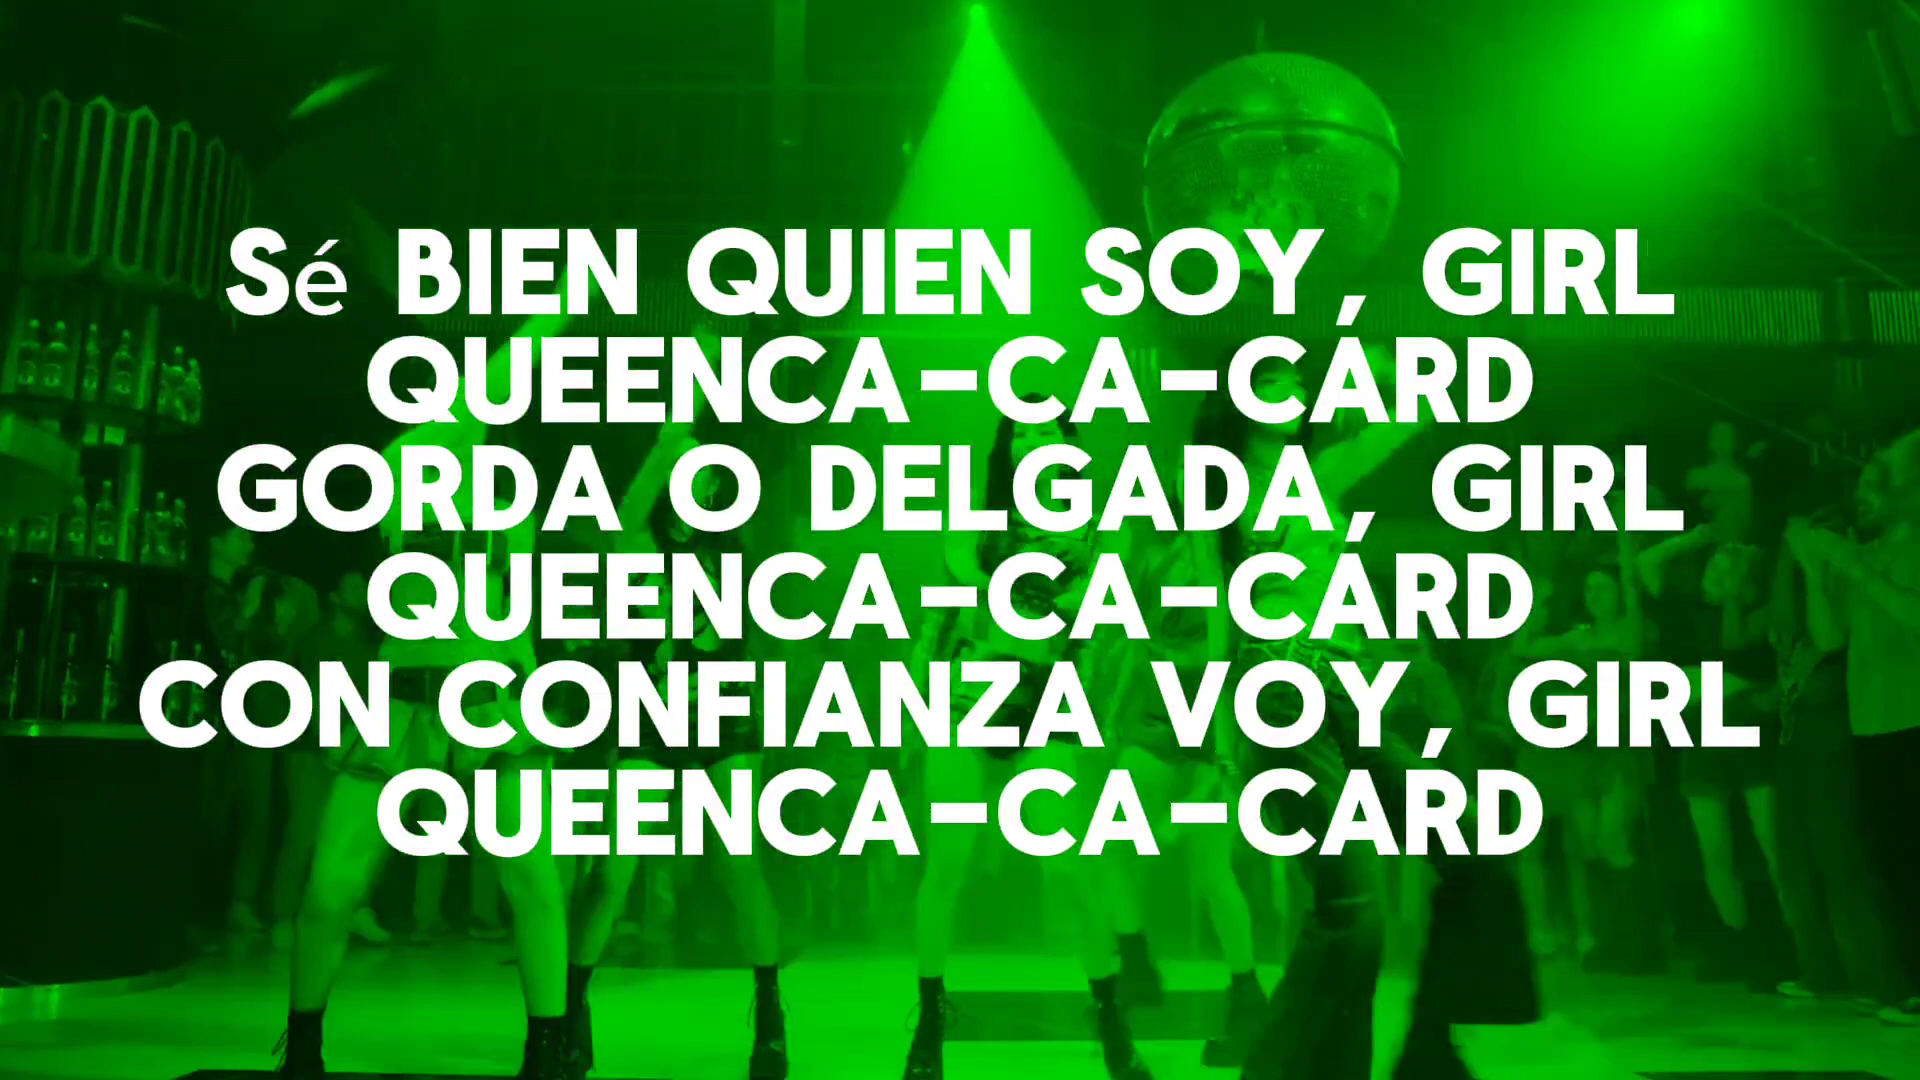 Sé BIEN QUIEN SOY, GIRL
QUEENCA-CA-CARD
GORDA O DELGADA, GIRL
QUEENCA-CA-CARD
CON CONFIANZA VOY, GIRL
QUEENCA-CA-CARD